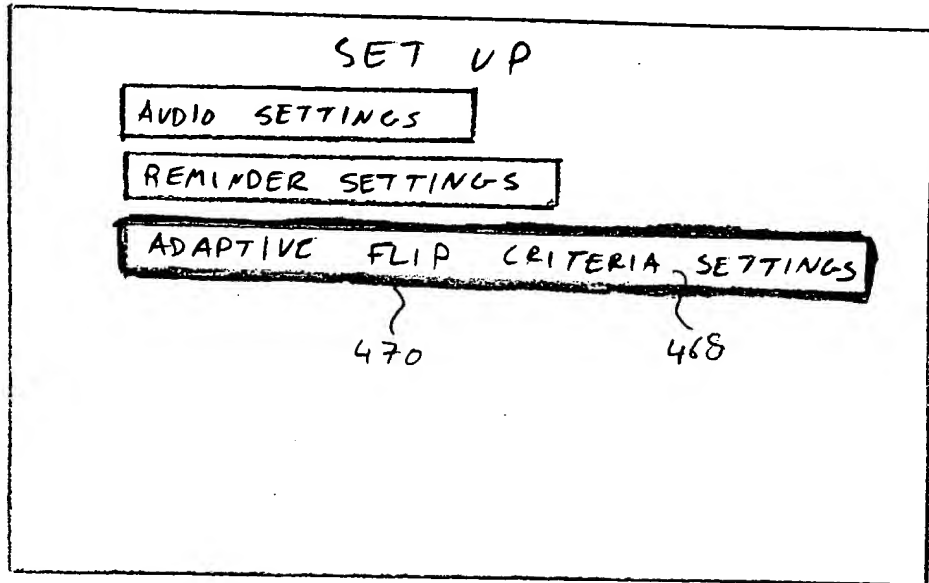 SET UP
AUDIO SETTINGS
REMINDER SETTINGS
ADAPTIVE FLIP CRITERIA SETTINGS
470 468